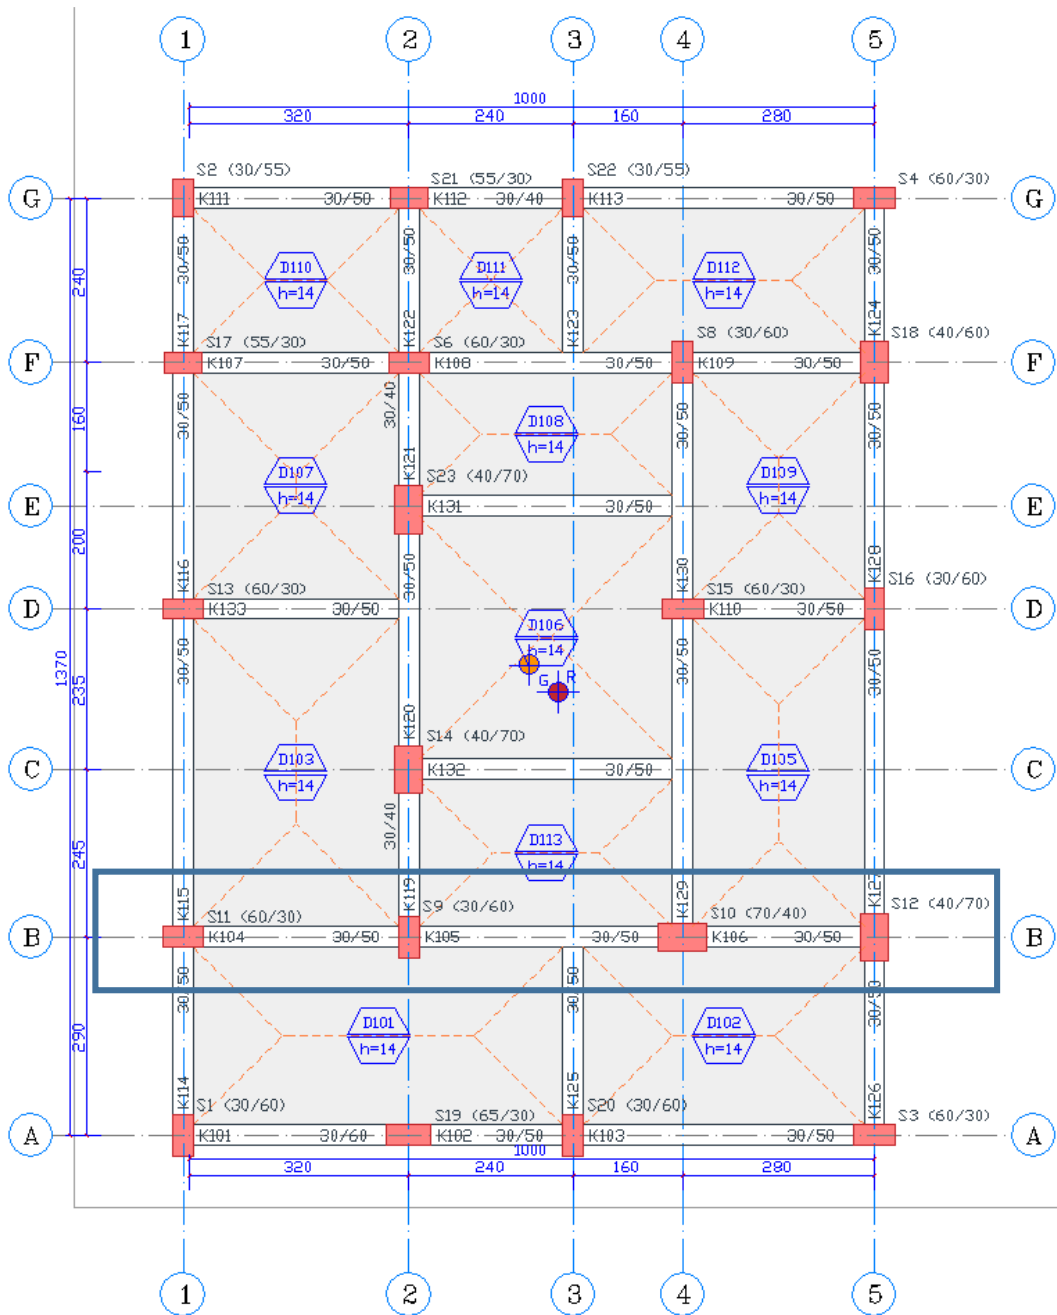 1 2 3 4 5
1000
320 240 160 280
S2 (30/55) S21 (55/30) S22 (30/55) S4 (60/30)
G K111 30/50 K112 30/40 K113 30/50 G
30/50 30/50 30/50 30/50
240
D110 D111 D112
h=14 h=14 h=14
K117 K122 K123 K124
S17 (55/30) S6 (60/30) S8 (30/60) S18 (40/60)
F K107 30/50 K108 30/50 K109 30/50 F
30/50 30/40 30/50 30/50
160
D108
h=14
D107 D109
h=14 h=14
K121 S23 (40/70)
E K131 30/50 E
200
30/50
K116 K130 K128
S13 (60/30) S15 (60/30) S16 (30/60)
D K133 30/50 K110 30/50 D
30/50 30/50
D106
h=14
G R
1370
235
K120
S14 (40/70)
C K132 30/50 C
D103 D105
h=14 h=14
30/40
D113
h=14
245
K115 K119 K129 K127
S11 (60/30) S9 (30/60) S10 (70/40) S12 (40/70)
B K104 30/50 K105 30/50 K106 30/50 B
30/50 30/50 30/50
D101 D102
h=14 h=14
290
K114 K125 K126
S1 (30/60) S19 (65/30) S20 (30/60) S3 (60/30)
A K101 30/60 K102 30/50 K103 30/50 A
1000
320 240 160 280
1 2 3 4 5